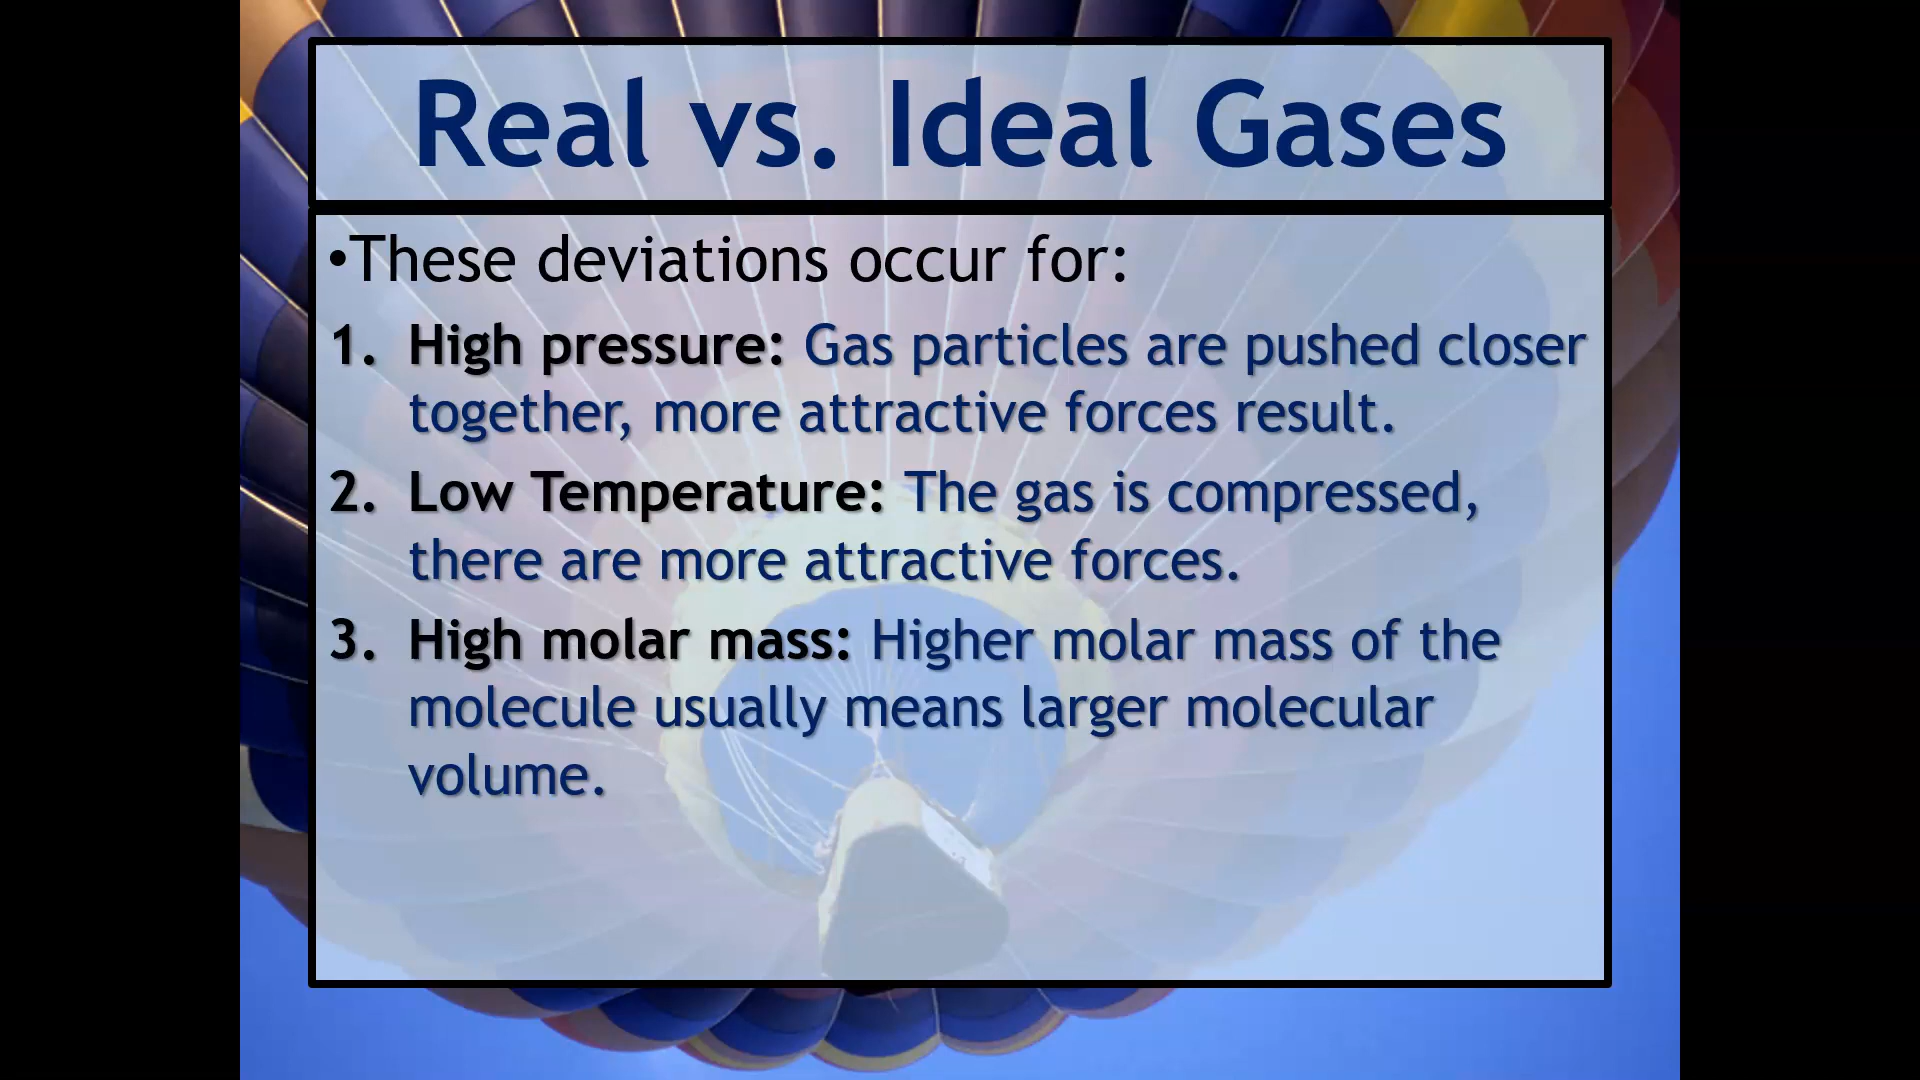 Real vs. Ideal Gases
•These deviations occur for:
1. High pressure: Gas particles are pushed closer
together, more attractive forces result.
2. Low Temperature: The gas is compressed,
there are more attractive forces.
3. High molar mass: Higher molar mass of the
molecule usually means larger molecular
volume.